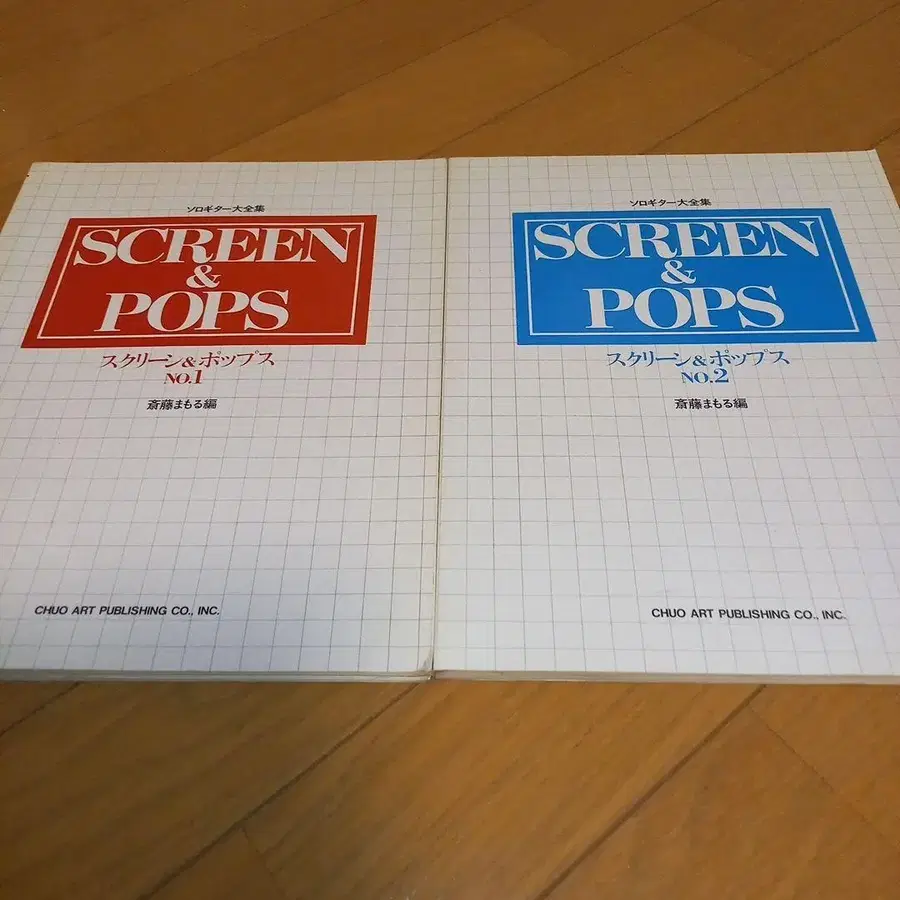 ソロギター大全集
SCREEN
&
POPS
スクリーン&ポップス
NO.1
斎藤まもる編
CHUO ART PUBLISHING CO., INC.
ソロギター大全集
SCREEN
&
POPS
スクリーン&ポップス
NO.2
斎藤まもる編
CHUO ART PUBLISHING CO., INC.